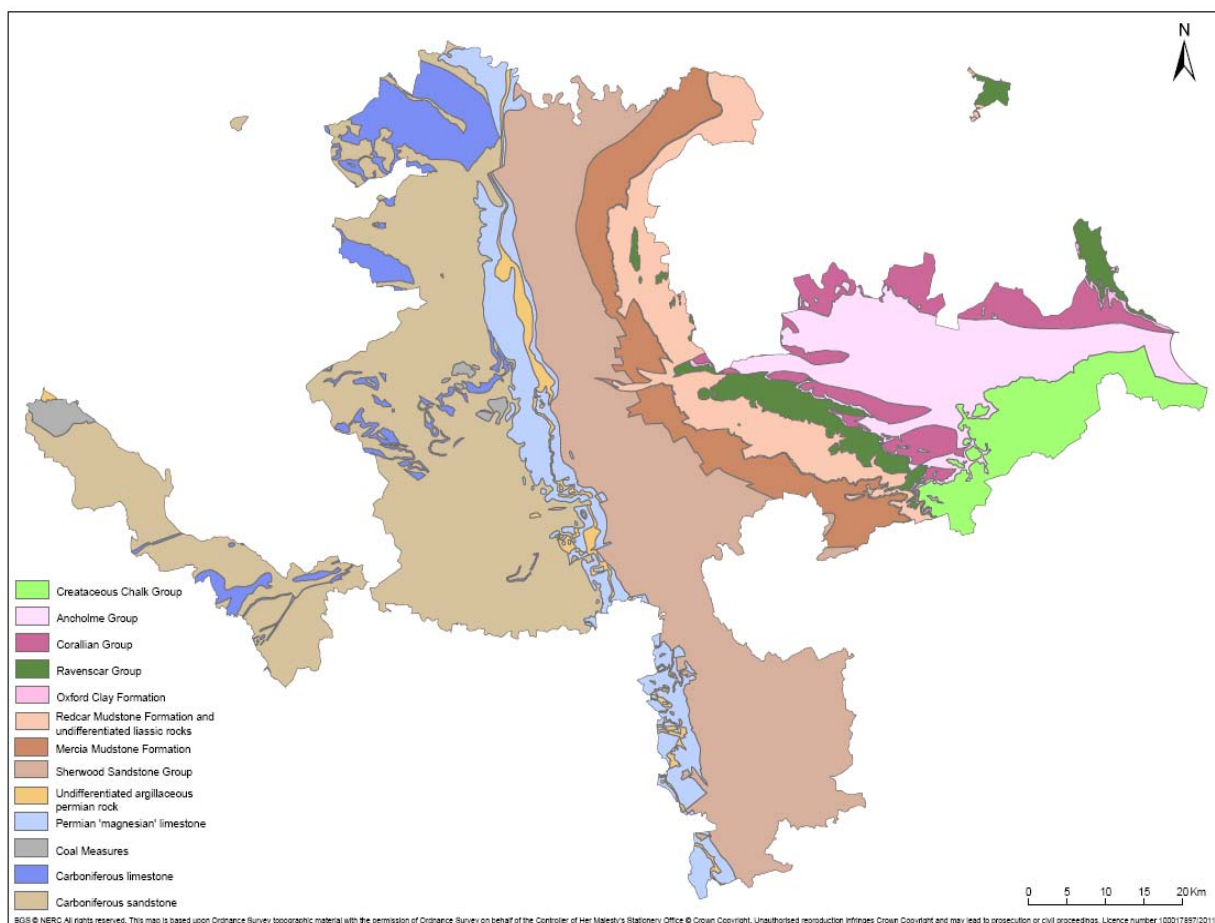 N
Creataceous Chalk Group
Ancholme Group
Corallian Group
Ravenscar Group
Oxford Clay Formation
Redcar Mudstone Formation and
undifferentiated liassic rocks
Mercia Mudstone Formation
Sherwood Sandstone Group
Undifferentiated argillaceous
permian rock
Permian 'magnesian' limestone
Coal Measures
Carboniferous limestone
Carboniferous sandstone
0 5 10 15 20 Km
BGS © NERC All rights reserved. This map is based upon Ordnance Survey topographic material with the permission of Ordnance Survey on behalf of the Controller of Her Majesty's Stationery Office © Crown Copyright. Unauthorised reproduction infringes Crown Copyright and may lead to prosecution or civil proceedings. Licence number 100017897/2011